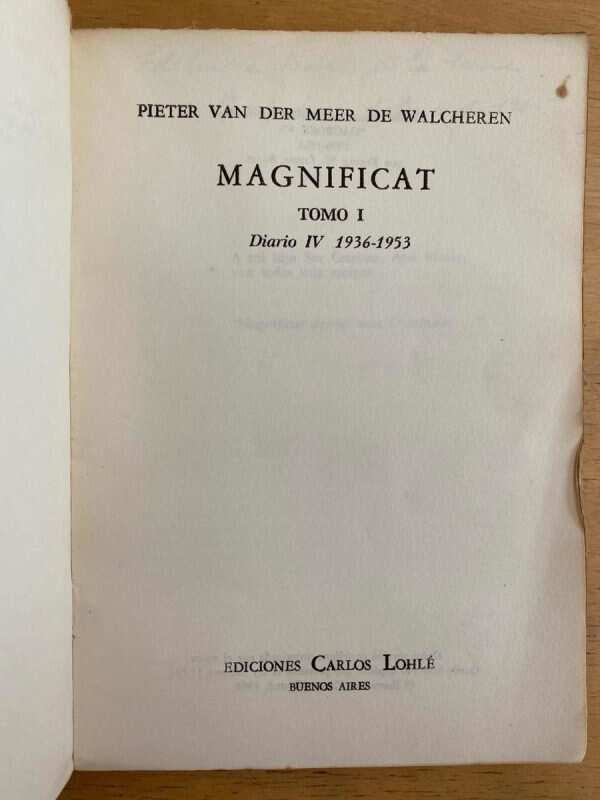 PIETER VAN DER MEER DE WALCHEREN
MAGNIFICAT
TOMO I
Diario IV 1936-1953
EDICIONES CARLOS LOHLÉ
BUENOS AIRES